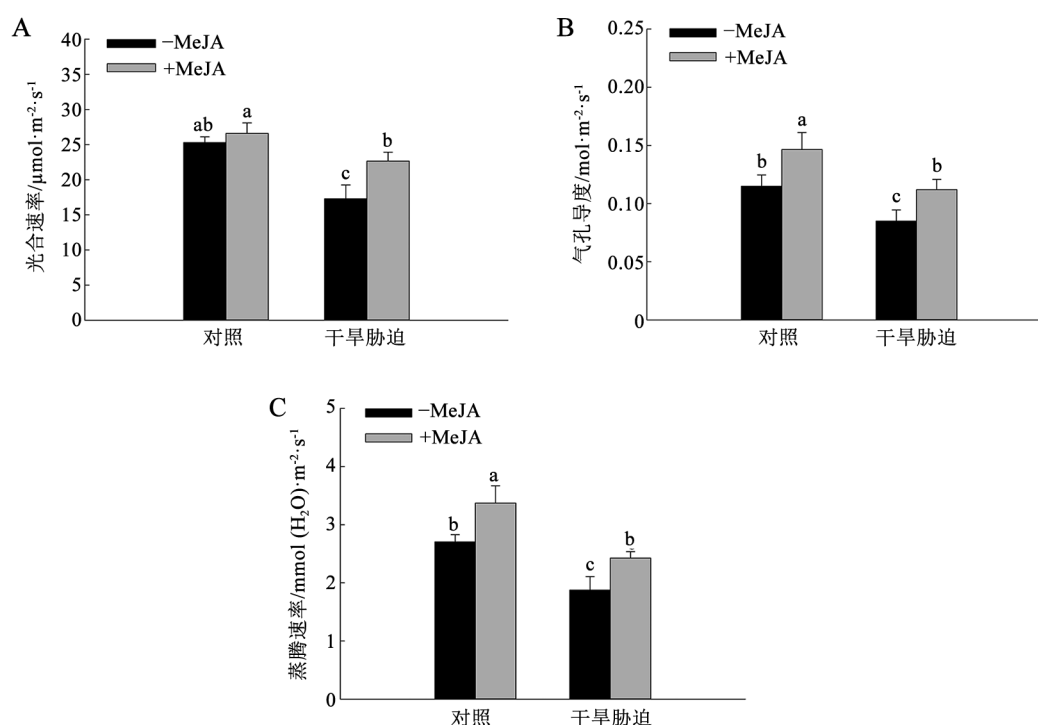 A
光合速率/μmol·m⁻²·s⁻¹
40
35
30
25
20
15
10
5
0
−MeJA
+MeJA
ab
a
c
b
对照
干旱胁迫
B
气孔导度/mol·m⁻²·s⁻¹
0.25
0.20
0.15
0.10
0.05
0
−MeJA
+MeJA
b
a
c
b
对照
干旱胁迫
C
蒸腾速率/mmol (H₂O)·m⁻²·s⁻¹
5
4
3
2
1
0
−MeJA
+MeJA
b
a
c
b
对照
干旱胁迫